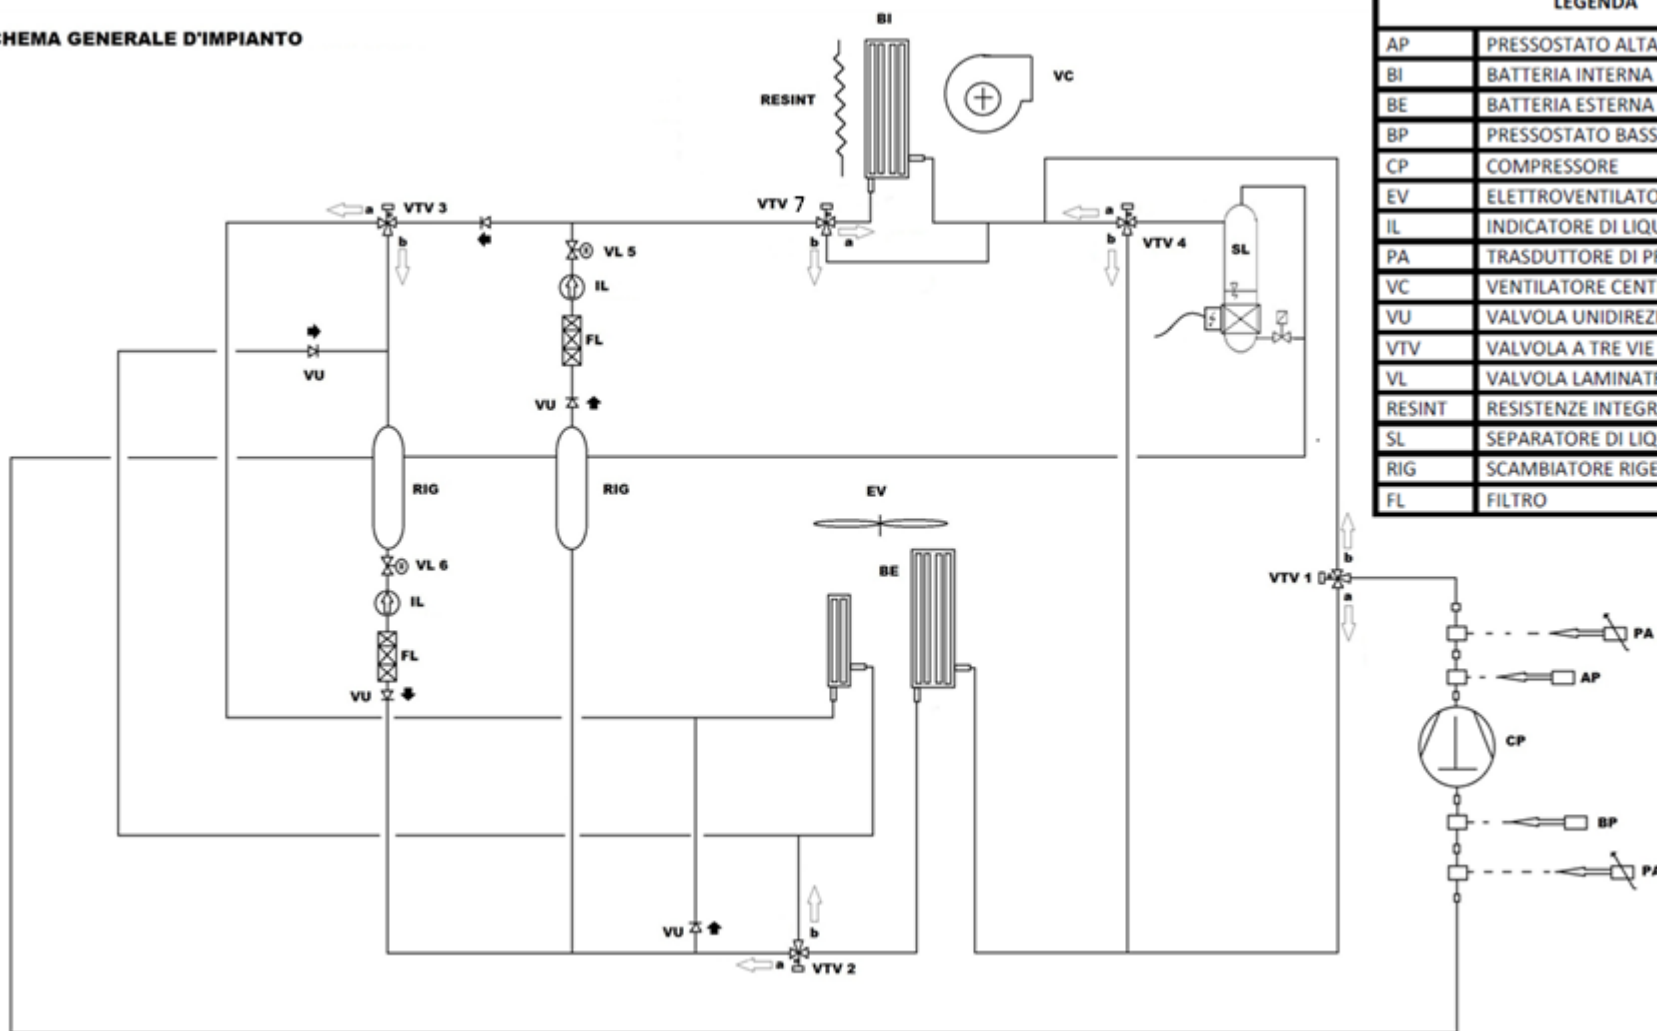 LEGENDA
CHEMA GENERALE D'IMPIANTO
BI
AP PRESSOSTATO ALTA
BI BATTERIA INTERNA
BE BATTERIA ESTERNA
BP PRESSOSTATO BASS
CP COMPRESSORE
EV ELETTROVENTILATO
IL INDICATORE DI LIQU
PA TRASDUTTORE DI PR
VC VENTILATORE CENT
VU VALVOLA UNIDIREZI
VTV VALVOLA A TRE VIE
VL VALVOLA LAMINAT
RESINT RESISTENZE INTEGR
SL SEPARATORE DI LIQ
RIG SCAMBIATORE RIGE
FL FILTRO
VC
RESINT
a VTV 3
b
VTV 7
b a
a
b VTV 4
SL
VL 5
IL
FL
VU
VU
RIG
RIG
EV
VL 6
BE
b
VTV 1
a
IL
FL
VU
PA
AP
CP
BP
PA
VU
b
a VTV 2